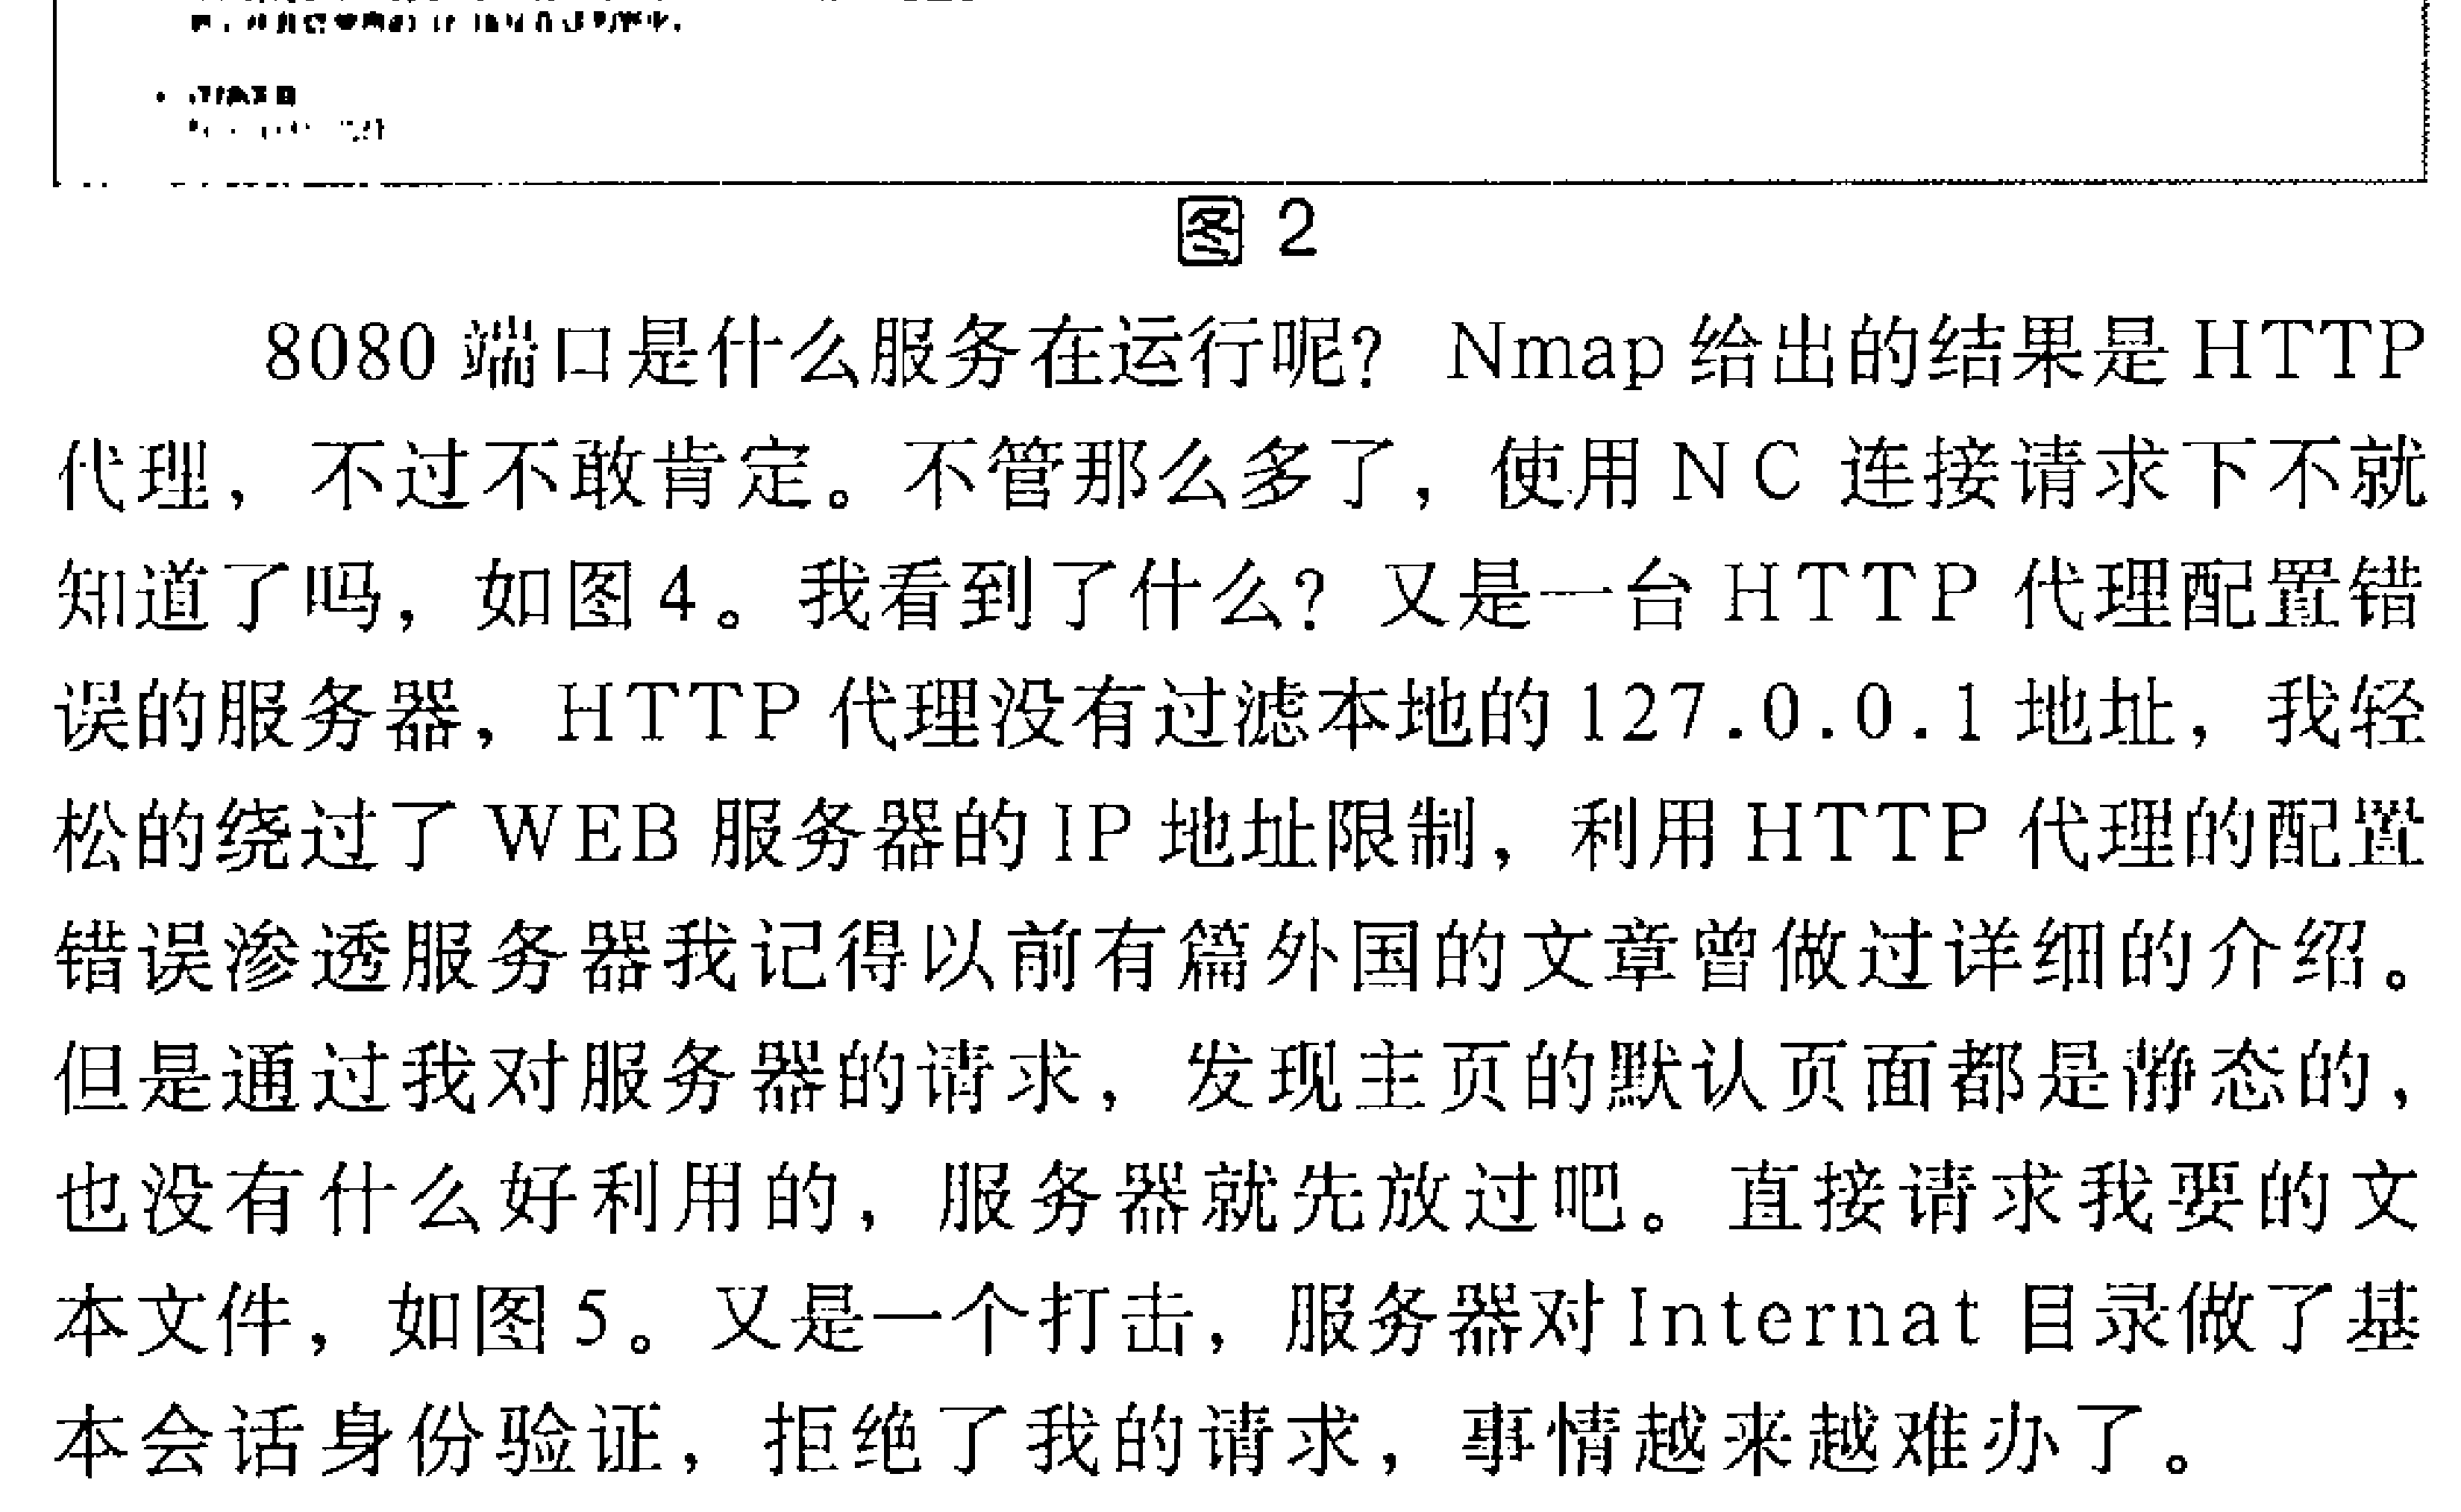 图 2
8080 端口是什么服务在运行呢? Nmap 给出的结果是 HTTP
代理，不过不敢肯定。不管那么多了，使用 NC 连接请求下不就
知道了吗，如图 4。我看到了什么? 又是一台 HTTP 代理配置错
误的服务器，HTTP 代理没有过滤本地的 127.0.0.1 地址，我轻
松的绕过了 WEB 服务器的 IP 地址限制，利用 HTTP 代理的配置
错误渗透服务器我记得以前有篇外国的文章曾做过详细的介绍。
但是通过我对服务器的请求，发现主页的默认页面都是静态的，
也没有什么好利用的，服务器就先放过吧。直接请求我要的文
本文件，如图 5。又是一个打击，服务器对 Internat 目录做了基
本会话身份验证，拒绝了我的请求，事情越来越难办了。